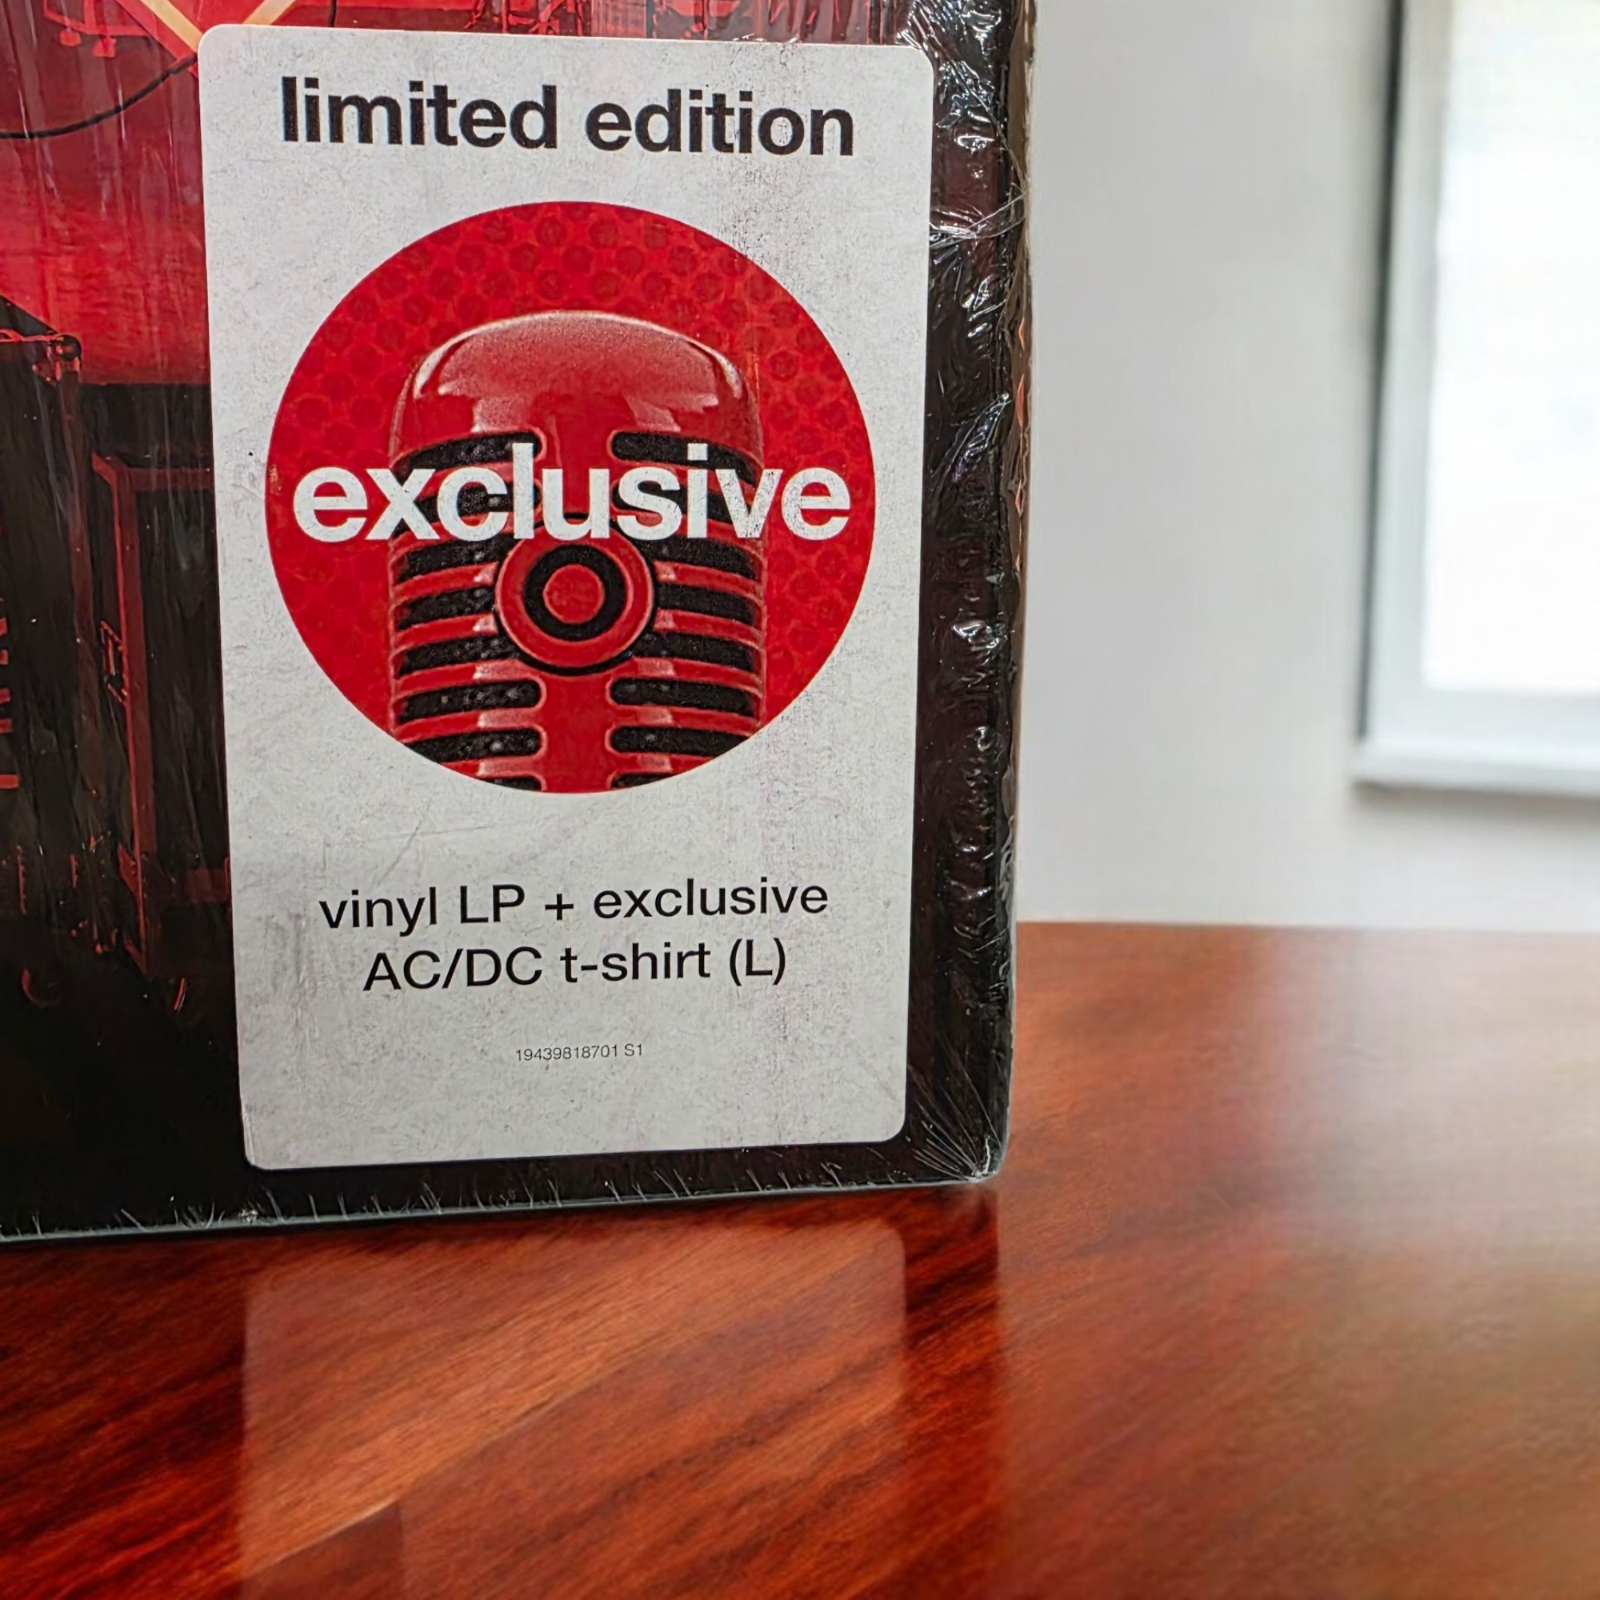 limited edition
exclusive
vinyl LP + exclusive
AC/DC t-shirt (L)
19439818701 S1